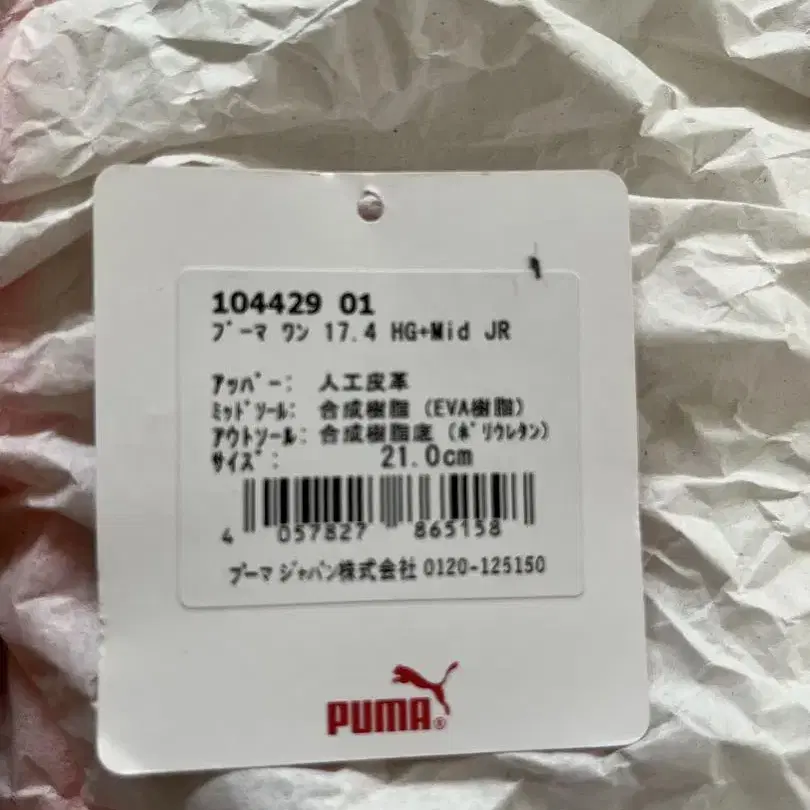 104429 01
プーマ ワン 17.4 HG+Mid JR
アッパー: 人工皮革
ミッドソール: 合成樹脂 (EVA樹脂)
アウトソール: 合成樹脂底 (ポリウレタン)
サイズ: 21.0cm
4 057827 865158
プーマ ジャパン株式会社 0120-125150
PUMA®